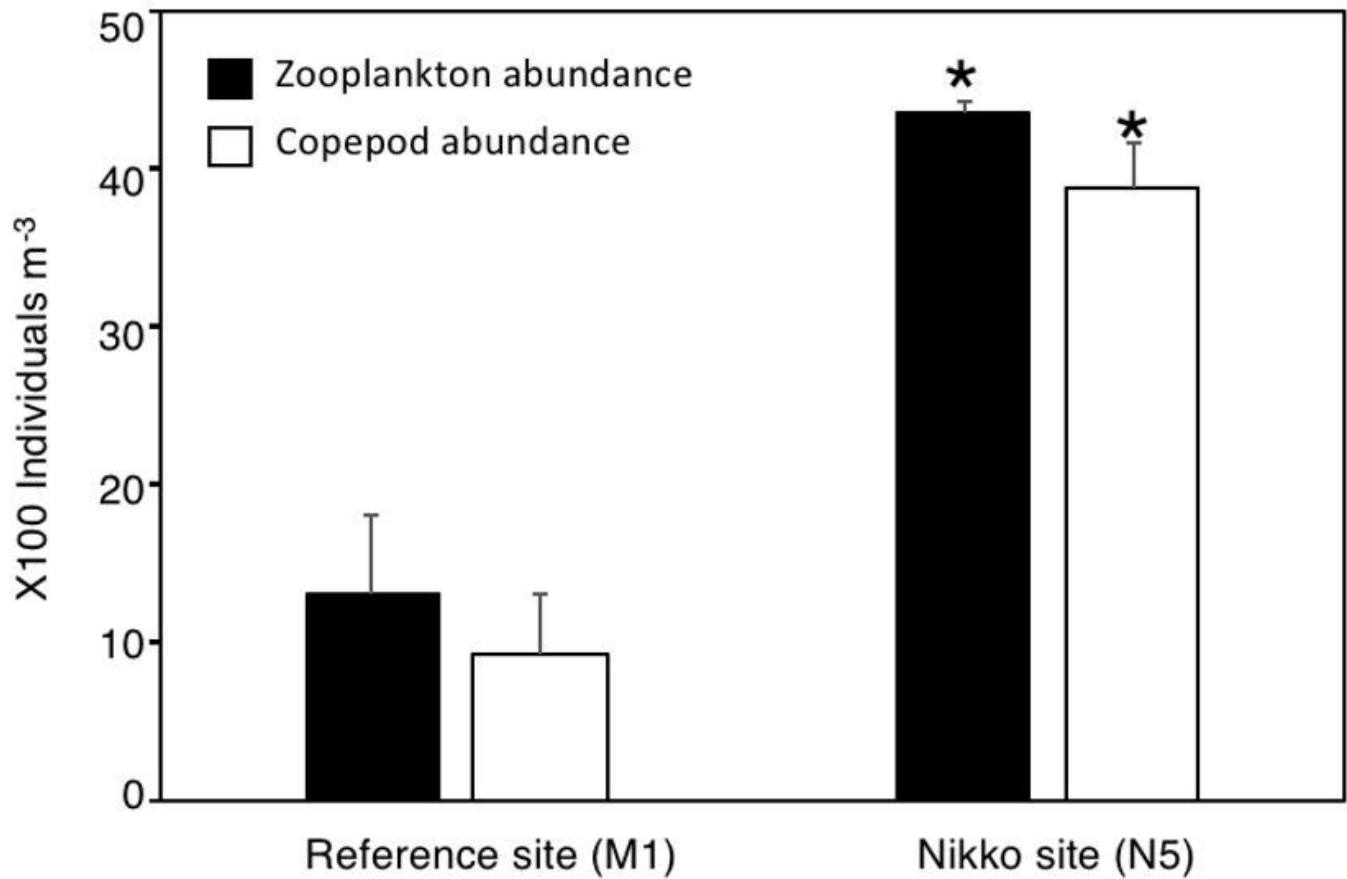 50
40
30
20
10
0
X100 Individuals m-3
Zooplankton abundance
Copepod abundance
*
*
Reference site (M1)
Nikko site (N5)